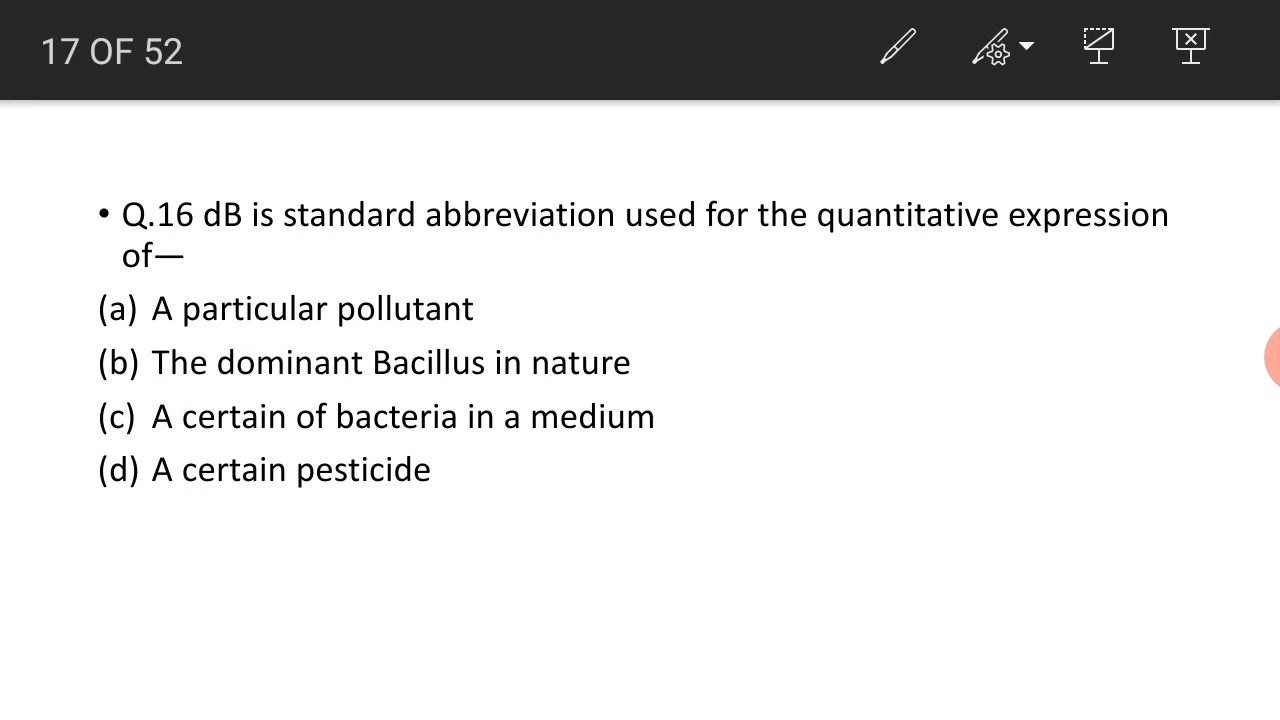 17 OF 52
• Q.16 dB is standard abbreviation used for the quantitative expression
of—
(a) A particular pollutant
(b) The dominant Bacillus in nature
(c) A certain of bacteria in a medium
(d) A certain pesticide